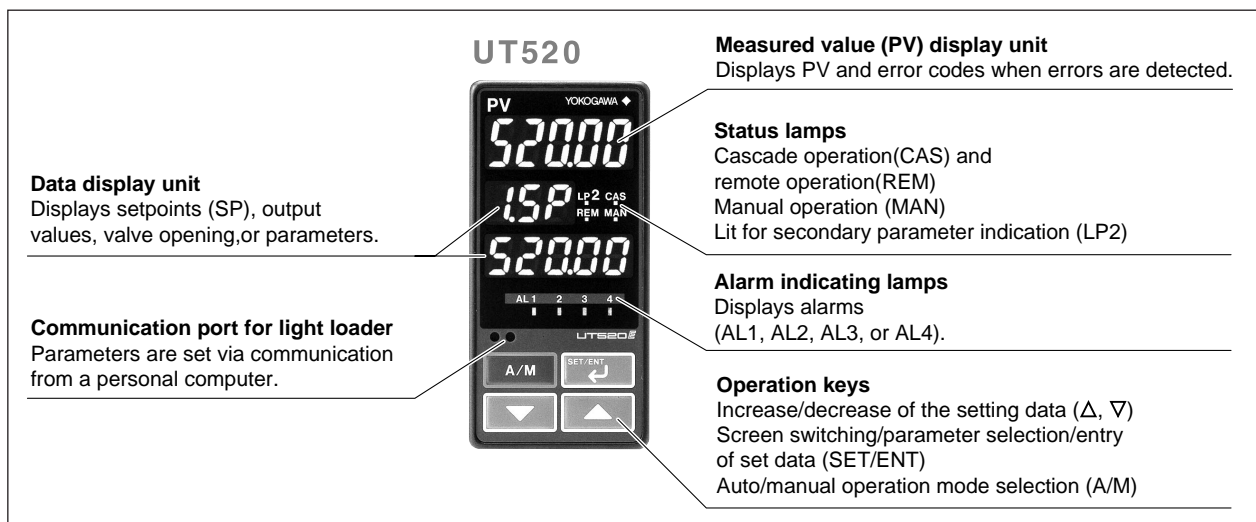 UT520
Measured value (PV) display unit
Displays PV and error codes when errors are detected.
PV
YOKOGAWA ◆
520.00
Status lamps
Cascade operation(CAS) and
remote operation(REM)
Manual operation (MAN)
Lit for secondary parameter indication (LP2)
Data display unit
Displays setpoints (SP), output
values, valve opening,or parameters.
1.SP
LP2 CAS
REM MAN
520.00
Alarm indicating lamps
Displays alarms
(AL1, AL2, AL3, or AL4).
AL 1 2 3 4
Communication port for light loader
Parameters are set via communication
from a personal computer.
UT520
A/M
SET/ENT
Operation keys
Increase/decrease of the setting data (Δ, ∇)
Screen switching/parameter selection/entry
of set data (SET/ENT)
Auto/manual operation mode selection (A/M)